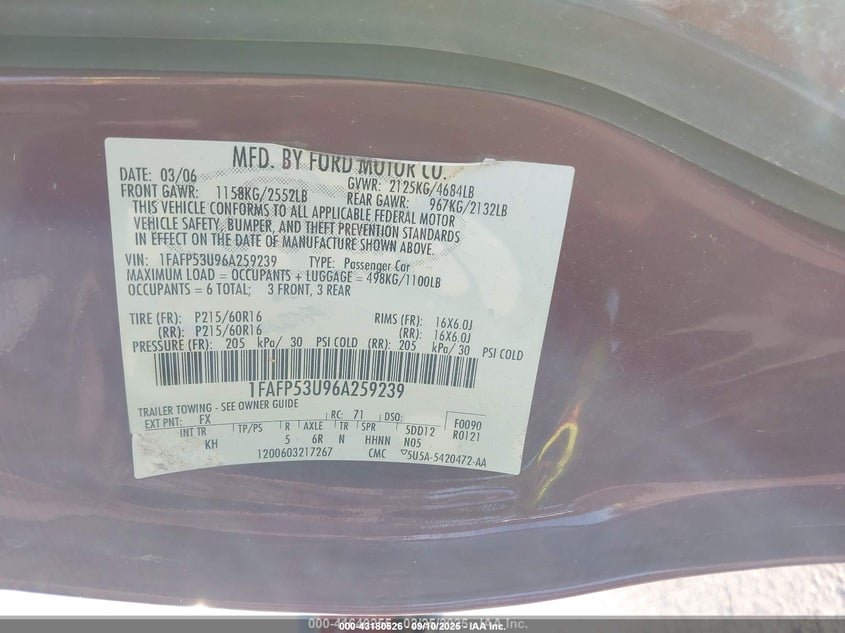 MFD. BY FORD MOTOR CO.
DATE: 03/06 GVWR: 2125KG/4684LB
FRONT GAWR: 1158KG/2552LB REAR GAWR: 967KG/2132LB
THIS VEHICLE CONFORMS TO ALL APPLICABLE FEDERAL MOTOR
VEHICLE SAFETY, BUMPER, AND THEFT PREVENTION STANDARDS
IN EFFECT ON THE DATE OF MANUFACTURE SHOWN ABOVE.
VIN: 1FAFP53U96A259239 TYPE: Passenger Car
MAXIMUM LOAD = OCCUPANTS + LUGGAGE = 498KG/1100LB
OCCUPANTS = 6 TOTAL; 3 FRONT, 3 REAR
TIRE (FR): P215/60R16 RIMS (FR): 16X6.0J
(RR): P215/60R16 (RR): 16X6.0J
PRESSURE (FR): 205 kPa/ 30 PSI COLD (RR): 205 kPa/ 30 PSI COLD
1FAFP53U96A259239
TRAILER TOWING - SEE OWNER GUIDE
EXT PNT: FX RC: 71 DSO: F0090
INT TR TP/PS R AXLE TR SPR 5DD12 R0121
KH 5 6R N HHNN N05
1200603217267 CMC 5U5A-5420472-AA
43180626 - 09/10/2025 - IAA Inc.